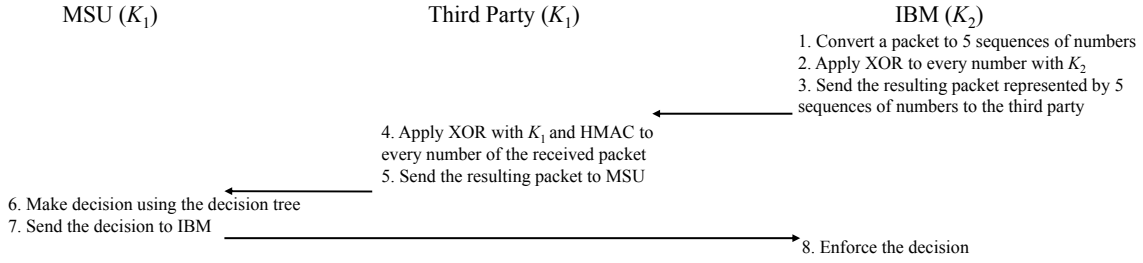 MSU (K1)
Third Party (K1)
IBM (K2)
1. Convert a packet to 5 sequences of numbers
2. Apply XOR to every number with K2
3. Send the resulting packet represented by 5
sequences of numbers to the third party
4. Apply XOR with K1 and HMAC to
every number of the received packet
5. Send the resulting packet to MSU
6. Make decision using the decision tree
7. Send the decision to IBM
8. Enforce the decision